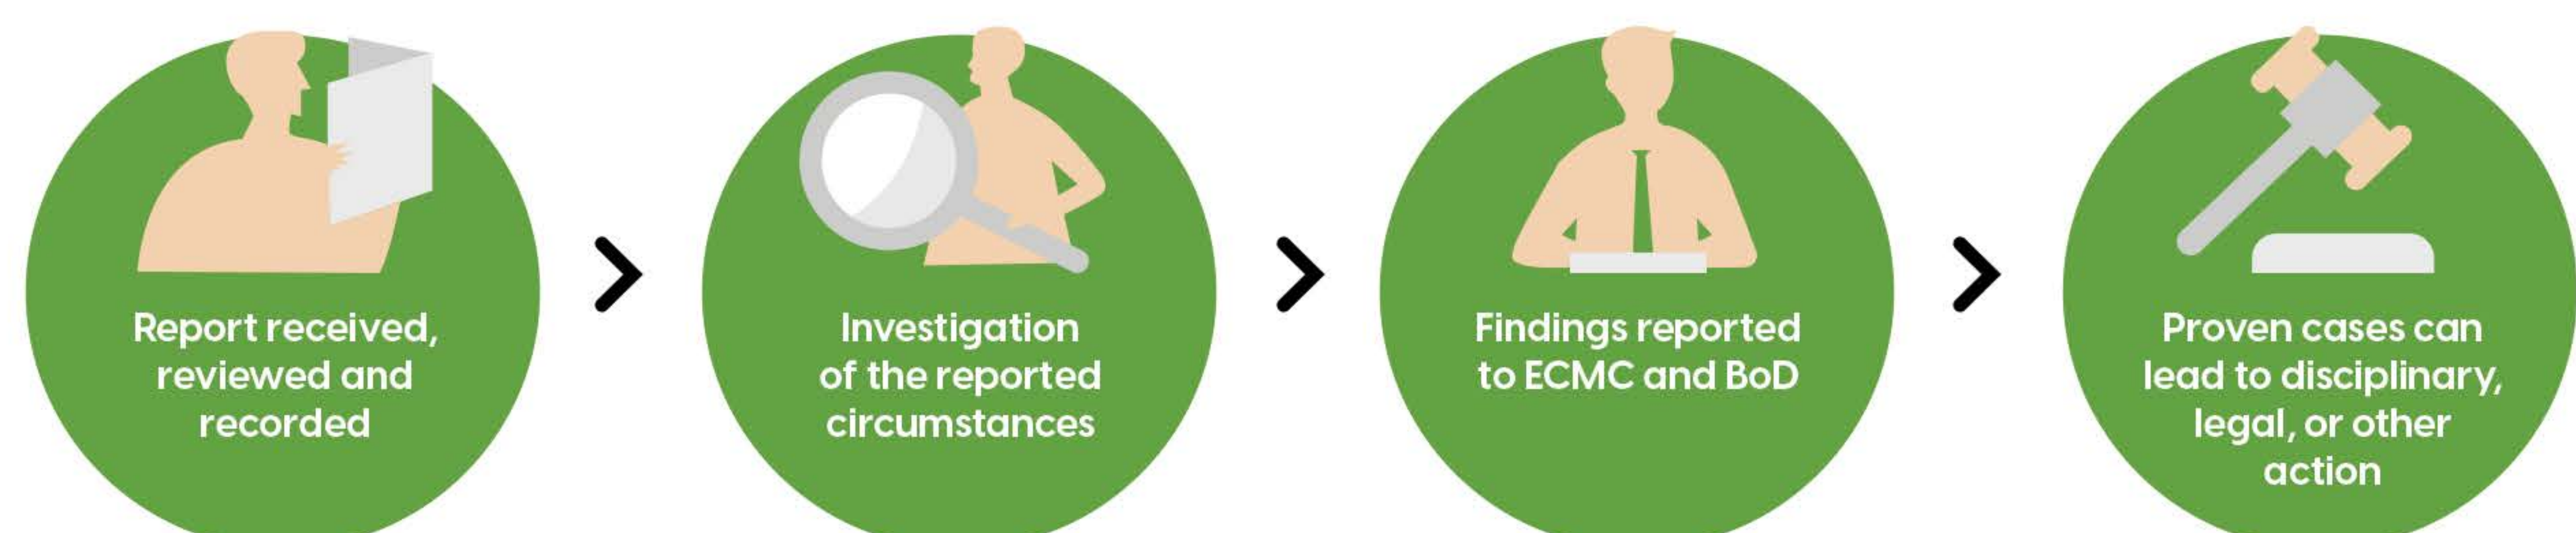 Report received,
reviewed and
recorded
Investigation
of the reported
circumstances
Findings reported
to ECMC and BoD
Proven cases can
lead to disciplinary,
legal, or other
action